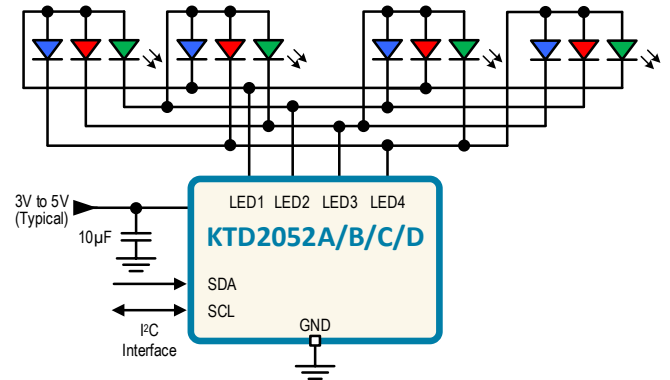 LED1 LED2 LED3 LED4
3V to 5V
(Typical)
KTD2052A/B/C/D
10µF
SDA
SCL
I²C
Interface
GND